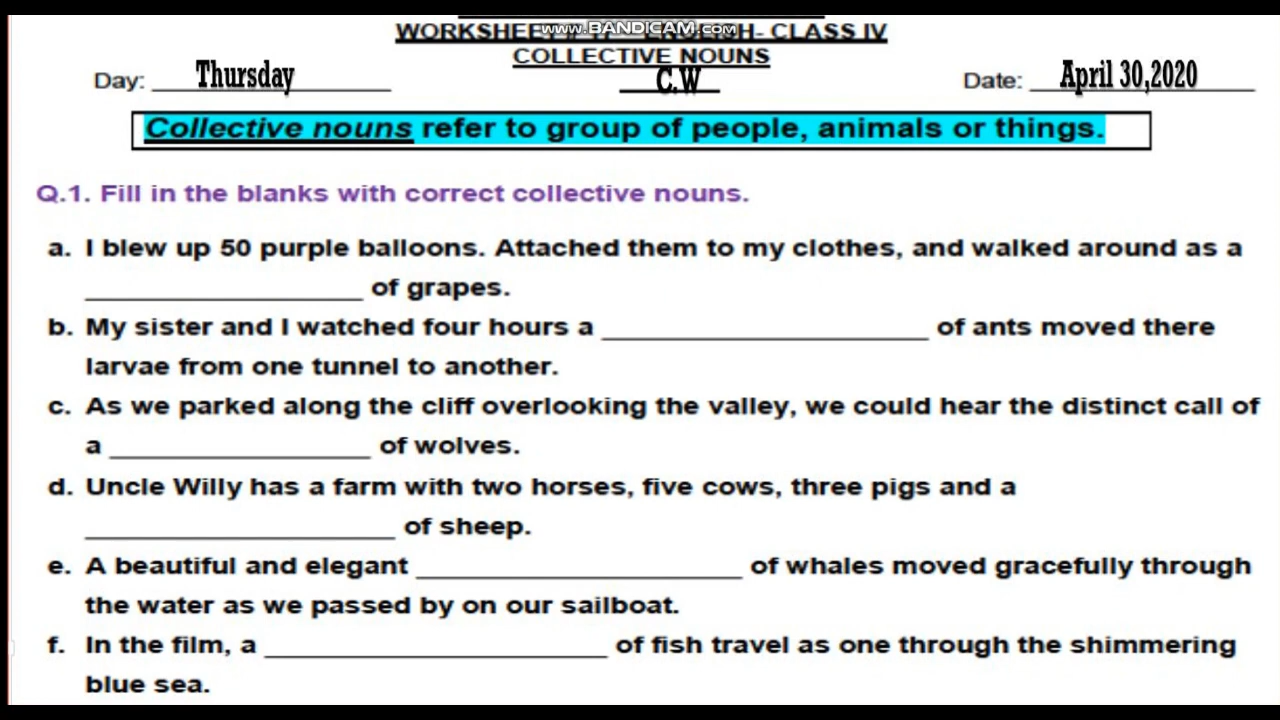 www.BANDICAM.com
WORKSHEET ENGLISH- CLASS IV
COLLECTIVE NOUNS
Day: Thursday C.W Date: April 30,2020
Collective nouns refer to group of people, animals or things.
Q.1. Fill in the blanks with correct collective nouns.
a. I blew up 50 purple balloons. Attached them to my clothes, and walked around as a
____________________ of grapes.
b. My sister and I watched four hours a ________________________ of ants moved there
larvae from one tunnel to another.
c. As we parked along the cliff overlooking the valley, we could hear the distinct call of
a ___________________ of wolves.
d. Uncle Willy has a farm with two horses, five cows, three pigs and a
_______________________ of sheep.
e. A beautiful and elegant ________________________ of whales moved gracefully through
the water as we passed by on our sailboat.
f. In the film, a _________________________ of fish travel as one through the shimmering
blue sea.